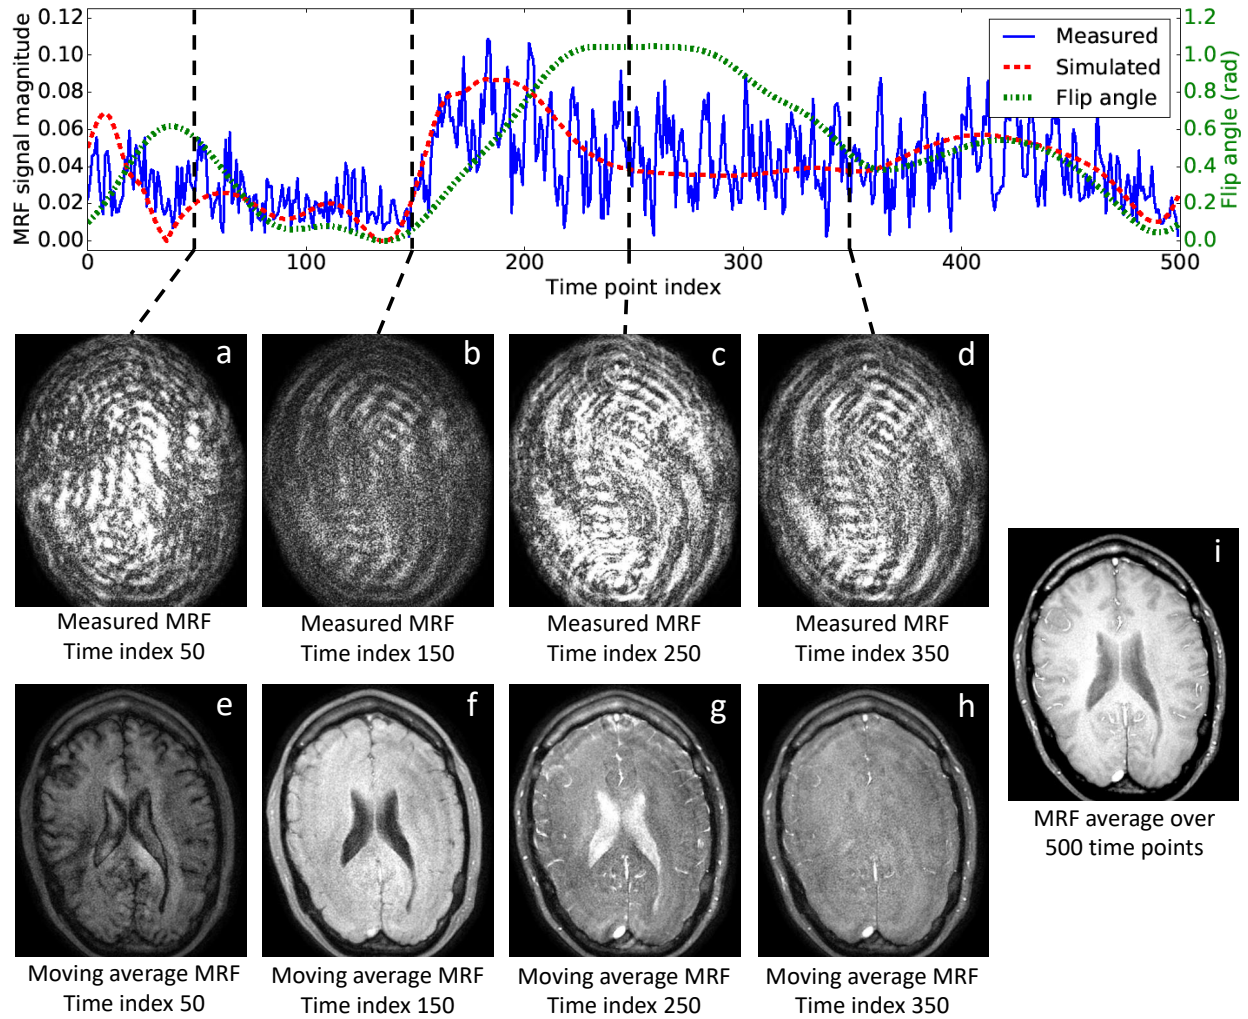 MRF signal magnitude
0.12
0.10
0.08
0.06
0.04
0.02
0.00
Measured
Simulated
Flip angle
1.2
1.0
0.8
0.6
0.4
0.2
0.0
Flip angle (rad)
0 100 200 300 400 500
Time point index
a b c d
Measured MRF
Time index 50
Measured MRF
Time index 150
Measured MRF
Time index 250
Measured MRF
Time index 350
e f g h
Moving average MRF
Time index 50
Moving average MRF
Time index 150
Moving average MRF
Time index 250
Moving average MRF
Time index 350
i
MRF average over
500 time points